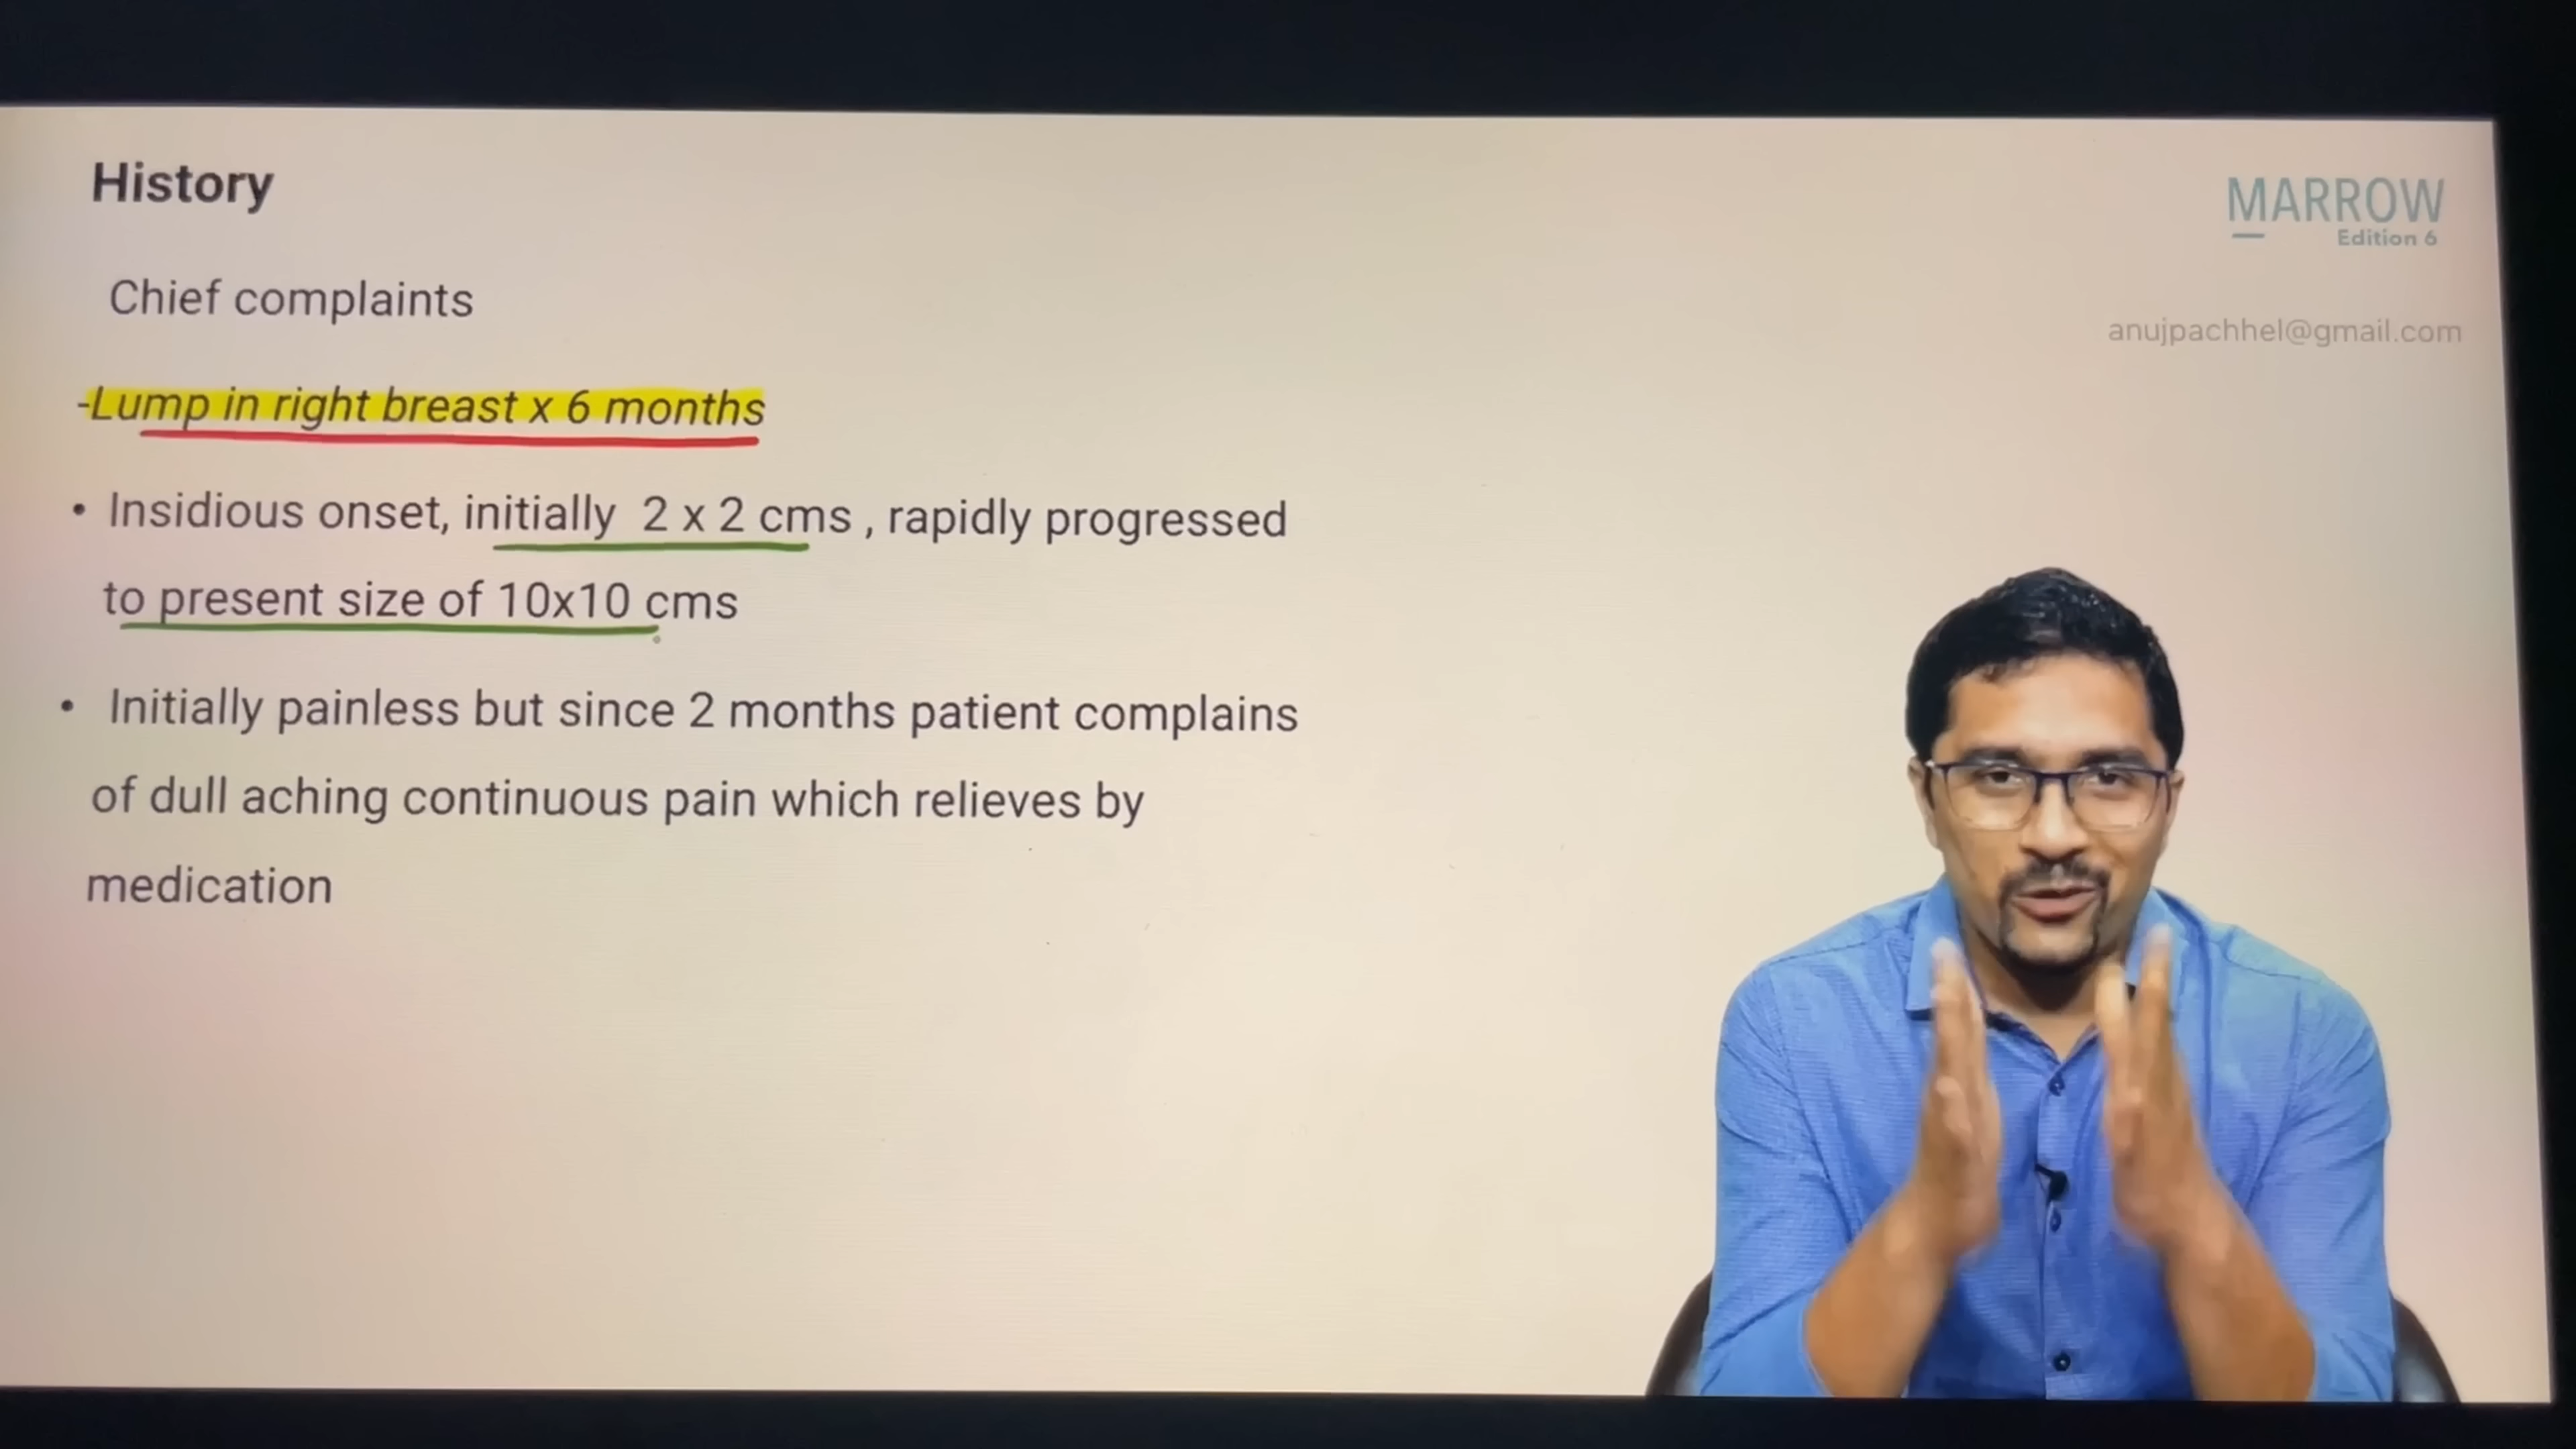 History
MARROW
Edition 6
Chief complaints
anujpachhel@gmail.com
-Lump in right breast x 6 months
• Insidious onset, initially 2 x 2 cms , rapidly progressed
to present size of 10x10 cms
• Initially painless but since 2 months patient complains
of dull aching continuous pain which relieves by
medication